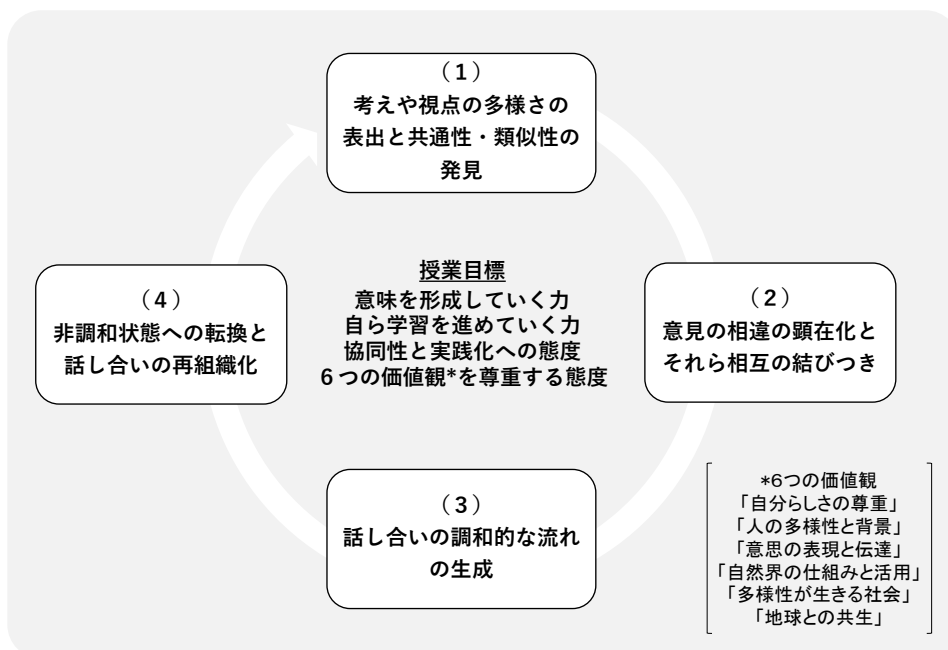 （１）
考えや視点の多様さの
表出と共通性・類似性の
発見
（２）
意見の相違の顕在化と
それら相互の結びつき
（３）
話し合いの調和的な流れ
の生成
（４）
非調和状態への転換と
話し合いの再組織化
授業目標
意味を形成していく力
自ら学習を進めていく力
協同性と実践化への態度
６つの価値観*を尊重する態度
*6つの価値観
「自分らしさの尊重」
「人の多様性と背景」
「意思の表現と伝達」
「自然界の仕組みと活用」
「多様性が生きる社会」
「地球との共生」